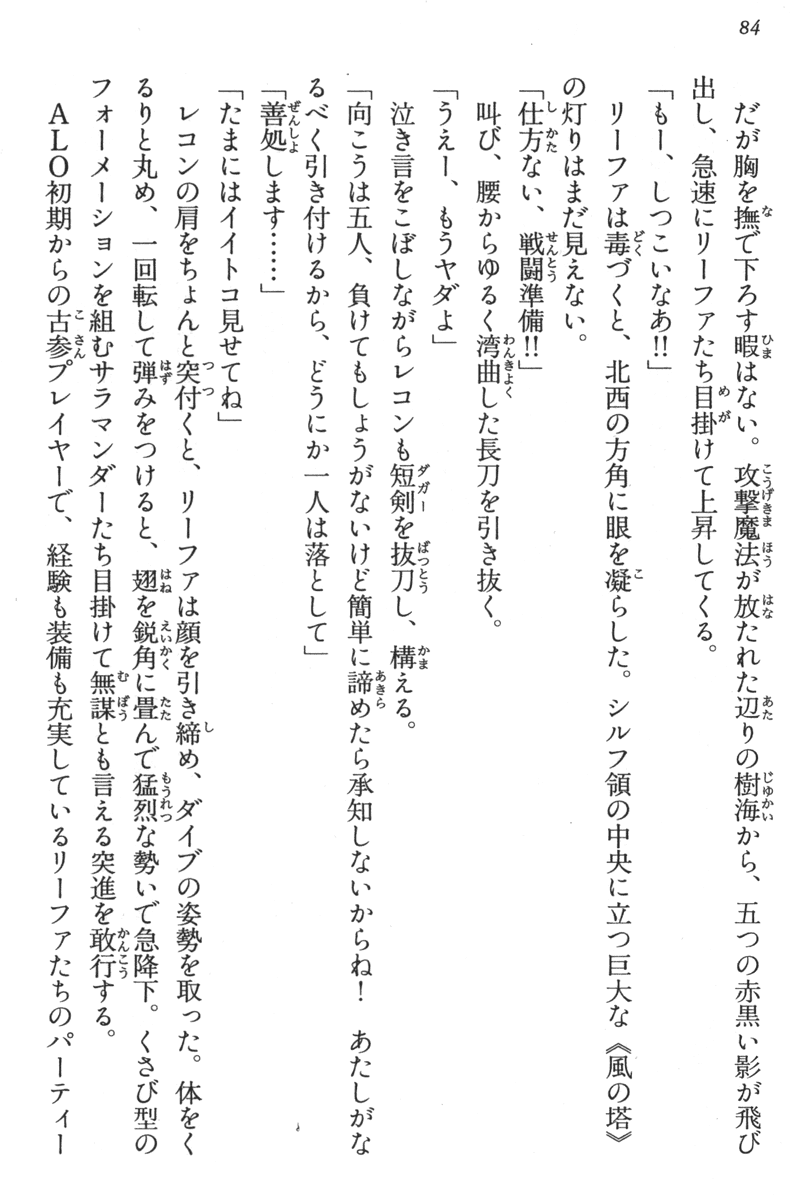 84
だが胸を撫で下ろす暇はない。攻撃魔法が放たれた辺りの樹海から、五つの赤黒い影が飛び
出し、急速にリーファたち目掛けて上昇してくる。
「もー、しつこいなあ!!」
リーファは毒づくと、北西の方角に眼を凝らした。シルフ領の中央に立つ巨大な《風の塔》
の灯りはまだ見えない。
「仕方ない、戦闘準備!!」
叫び、腰からゆるく湾曲した長刀を引き抜く。
「うえー、もうヤダよ」
泣き言をこぼしながらレコンも短剣を抜刀し、構える。
「向こうは五人、負けてもしょうがないけど簡単に諦めたら承知しないからね！　あたしがな
るべく引き付けるから、どうにか一人は落として」
「善処します……」
「たまにはイイトコ見せてね」
レコンの肩をちょんと突付くと、リーファは顔を引き締め、ダイブの姿勢を取った。体をく
るりと丸め、一回転して弾みをつけると、翅を鋭角に畳んで猛烈な勢いで急降下。くさび型の
フォーメーションを組むサラマンダーたち目掛けて無謀とも言える突進を敢行する。
ＡＬＯ初期からの古参プレイヤーで、経験も装備も充実しているリーファたちのパーティー